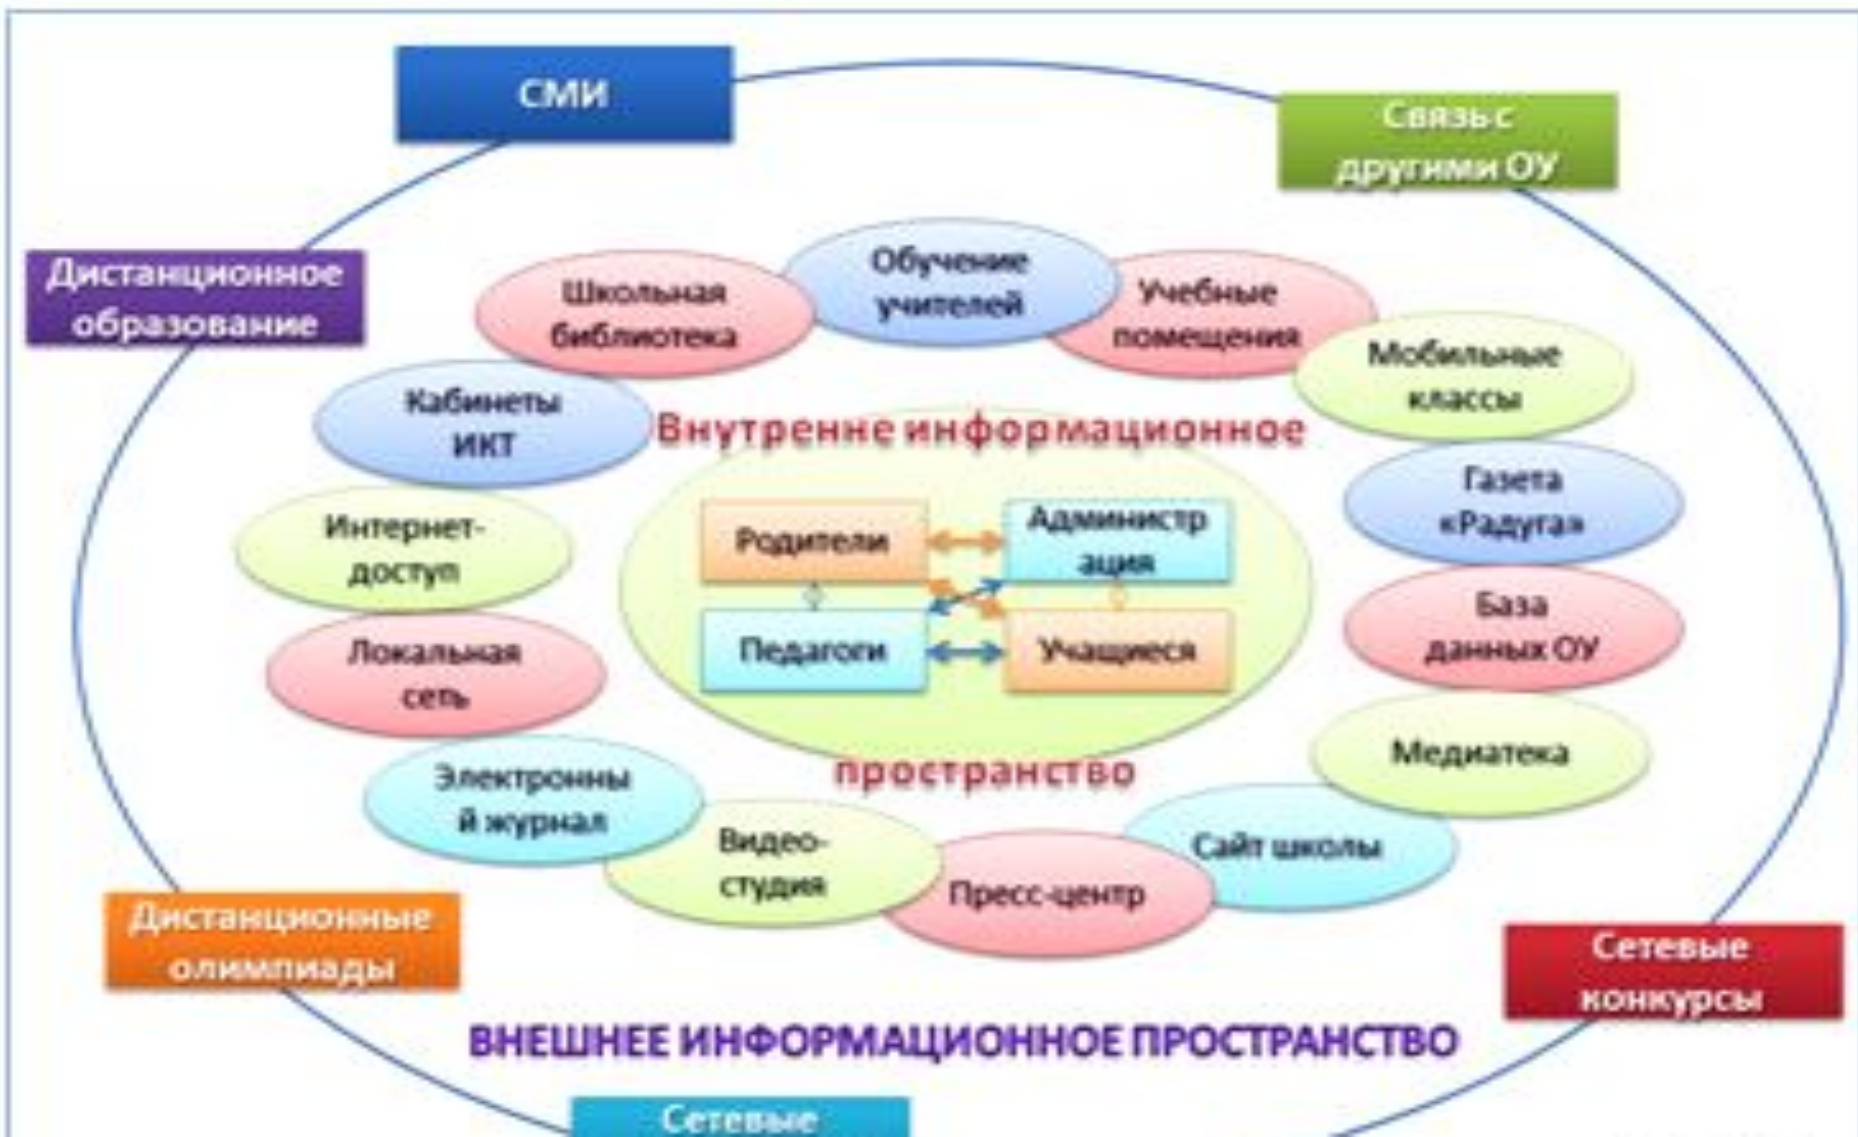 СМИ
Связь с
другими ОУ
Дистанционное
образование
Обучение
учителей
Школьная
библиотека
Учебные
помещения
Мобильные
классы
Кабинеты
ИКТ
Внутренне информационное
Газета
«Радуга»
Интернет-
доступ
Родители
Администр
ация
База
данных ОУ
Локальная
сеть
Педагоги
Учащиеся
Медиатека
пространство
Электронны
й журнал
Видео-
студия
Пресс-центр
Сайт школы
Дистанционные
олимпиады
Сетевые
конкурсы
ВНЕШНЕЕ ИНФОРМАЦИОННОЕ ПРОСТРАНСТВО
Сетевые